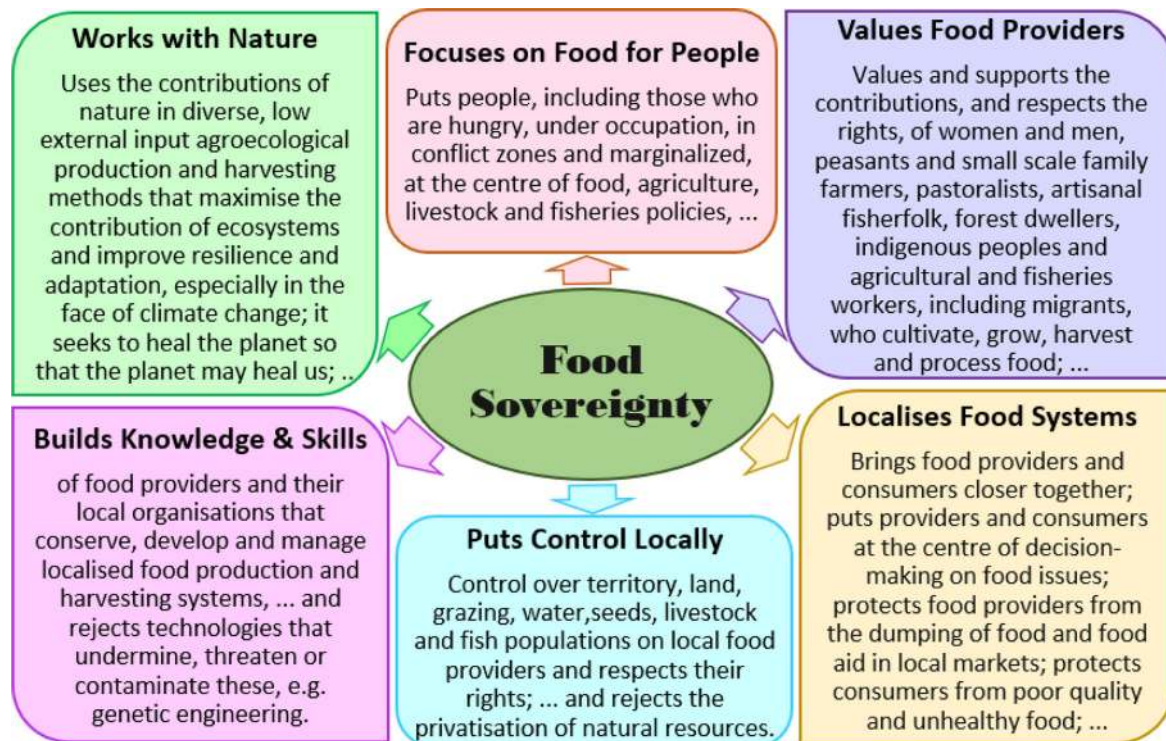 Works with Nature
Uses the contributions of
nature in diverse, low
external input agroecological
production and harvesting
methods that maximise the
contribution of ecosystems
and improve resilience and
adaptation, especially in the
face of climate change; it
seeks to heal the planet so
that the planet may heal us; ..
Focuses on Food for People
Puts people, including those who
are hungry, under occupation, in
conflict zones and marginalized,
at the centre of food, agriculture,
livestock and fisheries policies, ...
Values Food Providers
Values and supports the
contributions, and respects the
rights, of women and men,
peasants and small scale family
farmers, pastoralists, artisanal
fisherfolk, forest dwellers,
indigenous peoples and
agricultural and fisheries
workers, including migrants,
who cultivate, grow, harvest
and process food; ...
Food
Sovereignty
Builds Knowledge & Skills
of food providers and their
local organisations that
conserve, develop and manage
localised food production and
harvesting systems, ... and
rejects technologies that
undermine, threaten or
contaminate these, e.g.
genetic engineering.
Puts Control Locally
Control over territory, land,
grazing, water,seeds, livestock
and fish populations on local food
providers and respects their
rights; ... and rejects the
privatisation of natural resources.
Localises Food Systems
Brings food providers and
consumers closer together;
puts providers and consumers
at the centre of decision-
making on food issues;
protects food providers from
the dumping of food and food
aid in local markets; protects
consumers from poor quality
and unhealthy food; ...